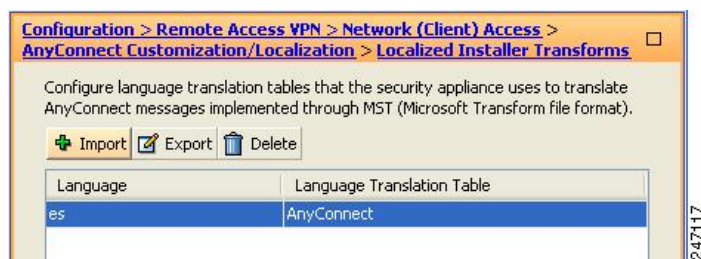 Configuration > Remote Access VPN > Network (Client) Access >
AnyConnect Customization/Localization > Localized Installer Transforms
Configure language translation tables that the security appliance uses to translate
AnyConnect messages implemented through MST (Microsoft Transform file format).
Import Export Delete
Language Language Translation Table
es AnyConnect
247117